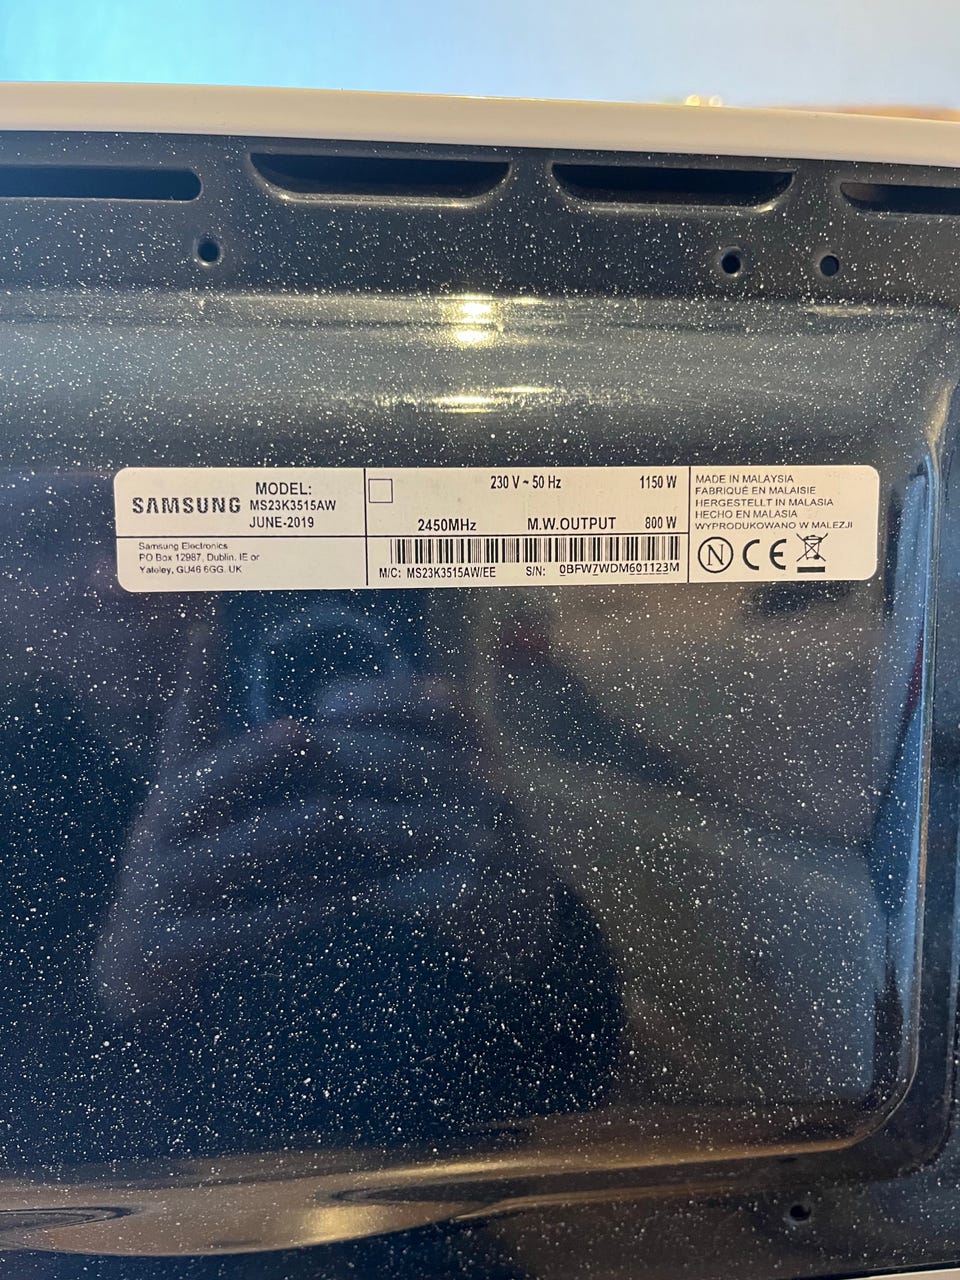 SAMSUNG
MODEL:
MS23K3515AW
JUNE-2019
Samsung Electronics
PO Box 12987, Dublin. IE or
Yateley, GU46 6GG. UK
230 V ~ 50 Hz 1150 W
2450MHz M.W.OUTPUT 800 W
M/C: MS23K3515AW/EE S/N: 0BFW7WDM601123M
MADE IN MALAYSIA
FABRIQUÉ EN MALAISIE
HERGESTELLT IN MALASIA
HECHO EN MALASIA
WYPRODUKOWANO W MALEZJI
N CE